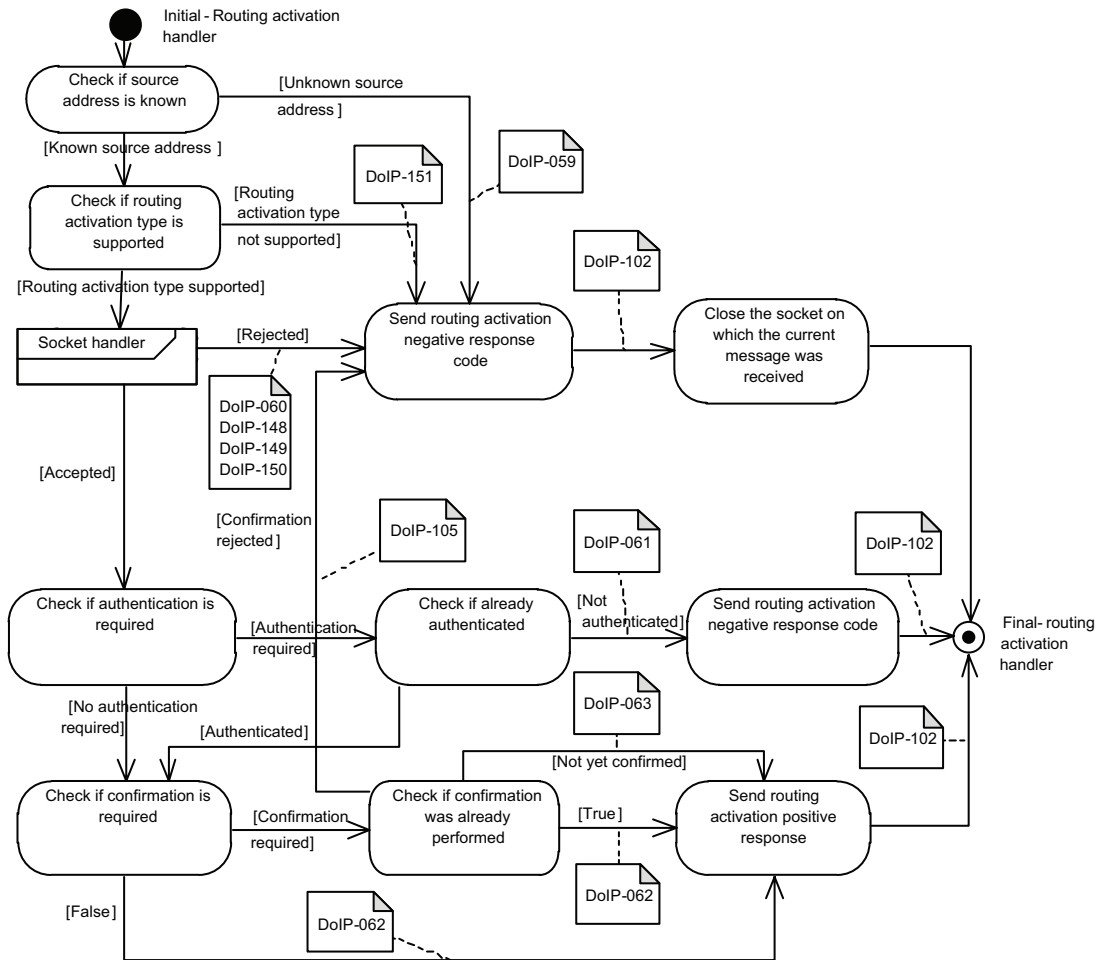 Initial - Routing activation
handler
Check if source
address is known
[Unknown source
address ]
[Known source address ]
DoIP-151
DoIP-059
Check if routing
activation type is
supported
[Routing
activation type
not supported]
DoIP-102
[Routing activation type supported]
Socket handler
[Rejected]
Send routing activation
negative response
code
Close the socket on
which the current
message was
received
DoIP-060
DoIP-148
DoIP-149
DoIP-150
[Accepted]
[Confirmation
rejected ]
DoIP-105
DoIP-061
DoIP-102
Check if authentication is
required
[Authentication
required]
Check if already
authenticated
[Not
authenticated]
Send routing activation
negative response code
Final- routing
activation
handler
[No authentication
required]
[Authenticated]
DoIP-063
DoIP-102
[Not yet confirmed]
Check if confirmation is
required
[Confirmation
required]
Check if confirmation
was already
performed
[True]
Send routing
activation positive
response
DoIP-062
[False]
DoIP-062